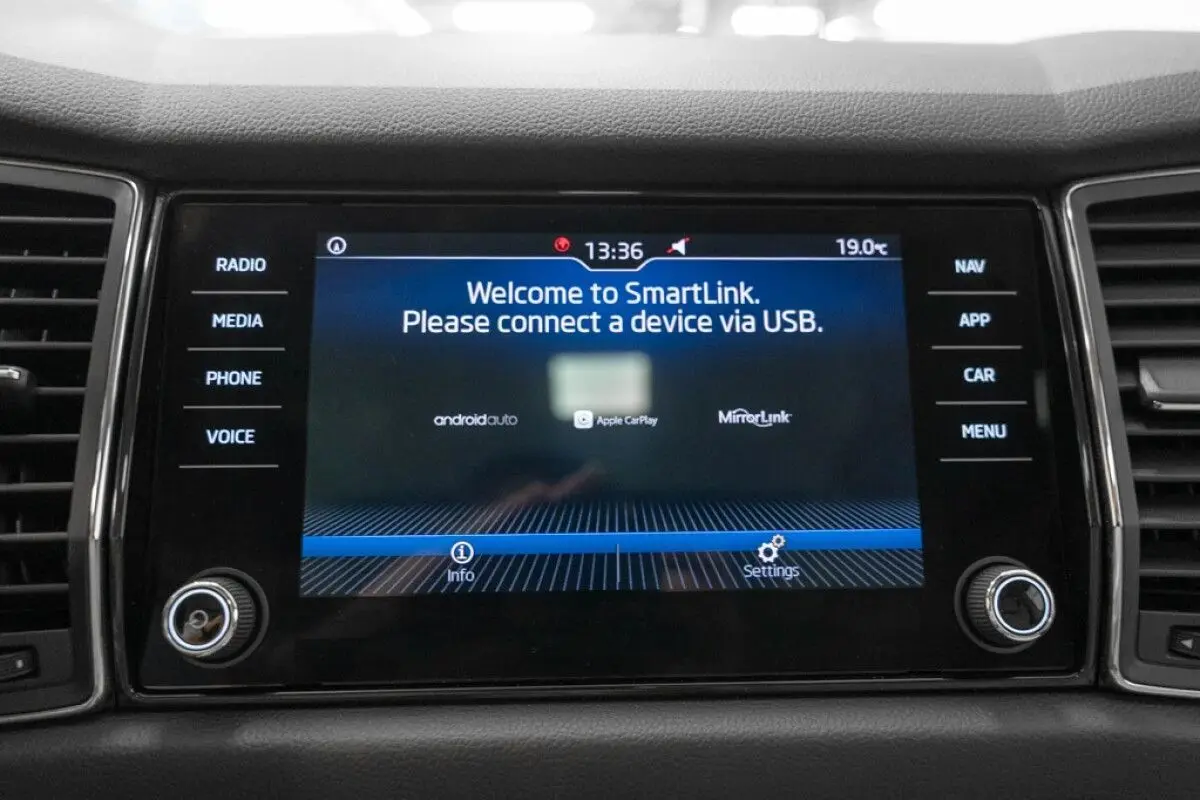 RADIO
MEDIA
PHONE
VOICE
13:36
19.0°C
Welcome to SmartLink.
Please connect a device via USB.
androidauto
Apple CarPlay
MirrorLink
Info
Settings
NAV
APP
CAR
MENU